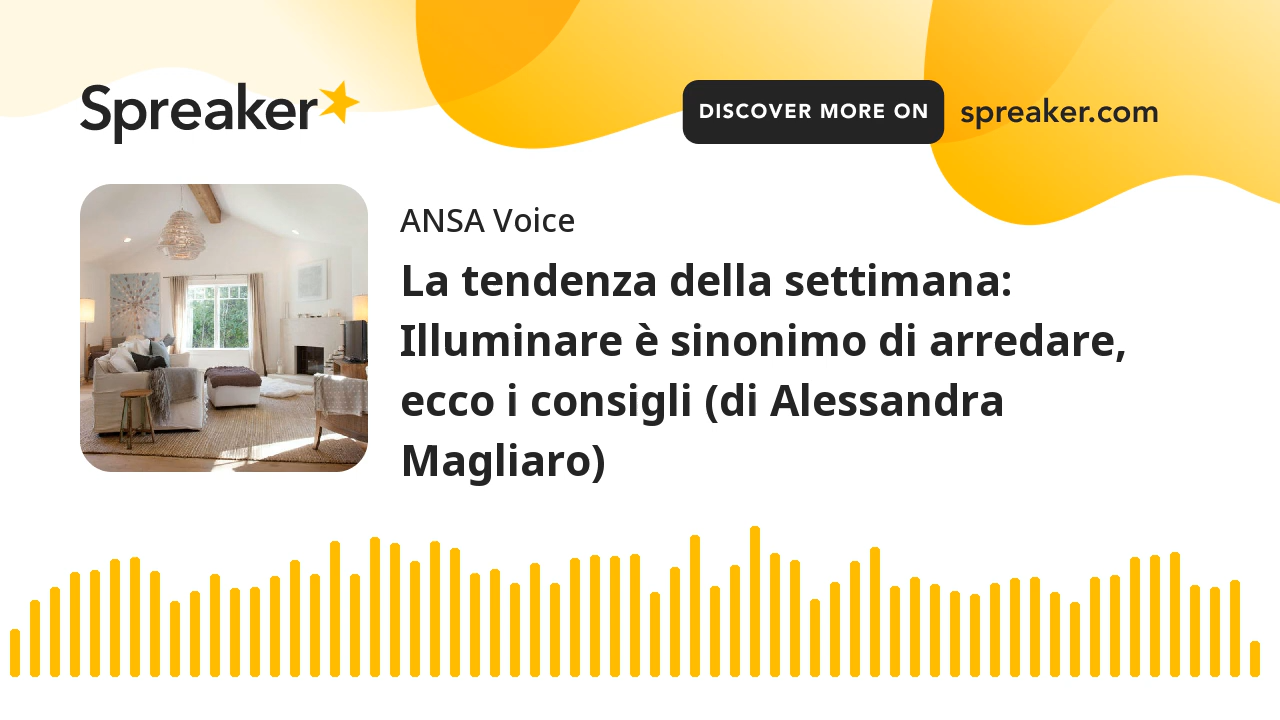 Spreaker
DISCOVER MORE ON spreaker.com
ANSA Voice
La tendenza della settimana:
Illuminare è sinonimo di arredare,
ecco i consigli (di Alessandra
Magliaro)